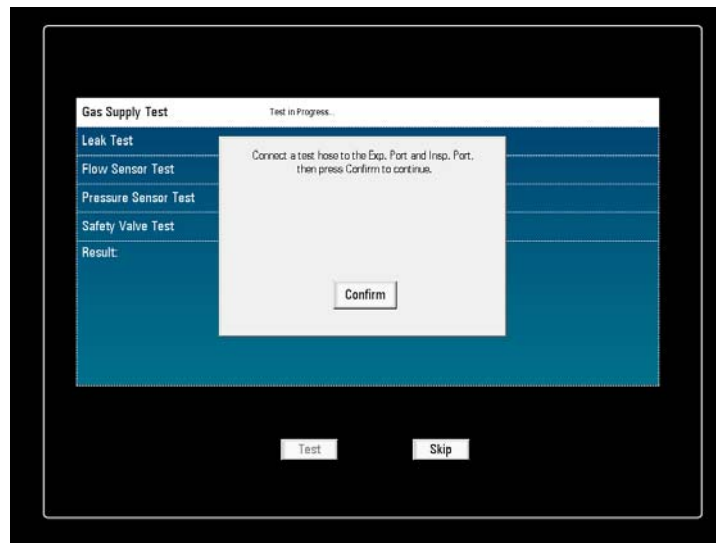 Gas Supply Test
Test in Progress...
Leak Test
Connect a test hose to the Exp. Port and Insp. Port,
then press Confirm to continue.
Flow Sensor Test
Pressure Sensor Test
Safety Valve Test
Result:
Confirm
Test
Skip